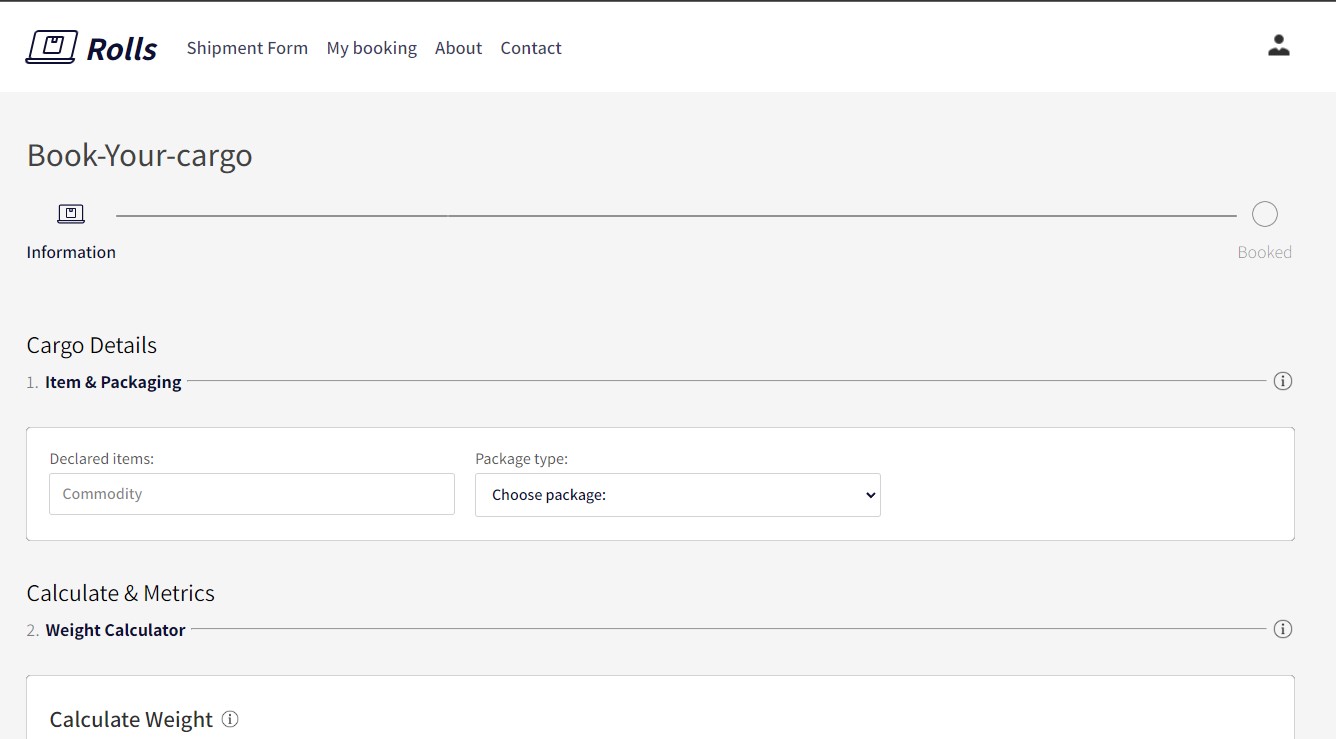 Rolls Shipment Form My booking About Contact
Book-Your-cargo
Information Booked
Cargo Details
1. Item & Packaging
Declared items: Package type:
Commodity Choose package:
Calculate & Metrics
2. Weight Calculator
Calculate Weight